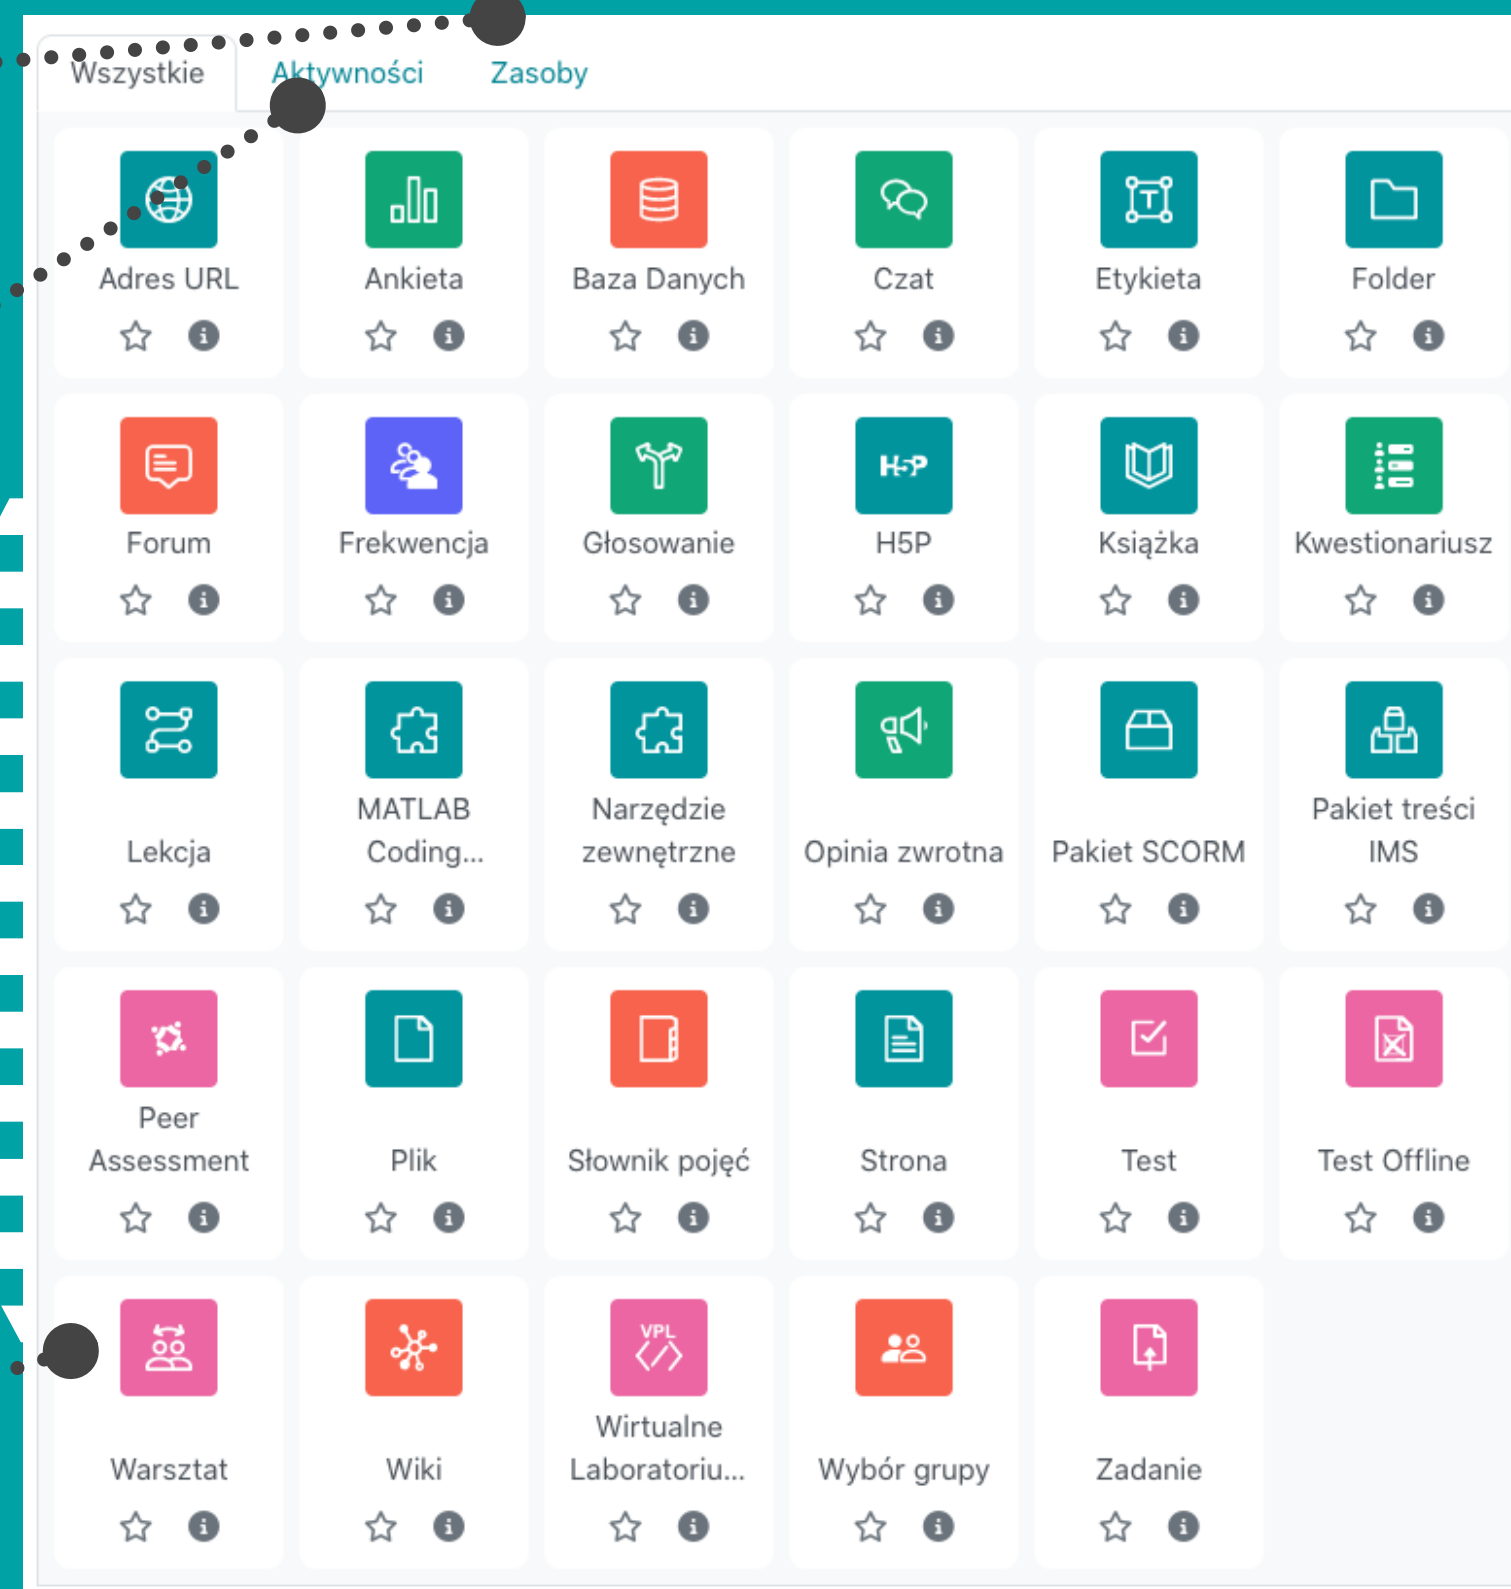 Wszystkie Aktywności Zasoby
Adres URL Ankieta Baza Danych Czat Etykieta Folder
Forum Frekwencja Głosowanie H5P H5P Książka Kwestionariusz
MATLAB Narzędzie Pakiet treści
Lekcja Coding... zewnętrzne Opinia zwrotna Pakiet SCORM IMS
Peer
Assessment Plik Słownik pojęć Strona Test Test Offline
VPL
Wirtualne
Warsztat Wiki Laboratoriu... Wybór grupy Zadanie